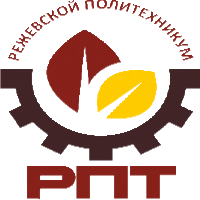 РЕЖЕВСКОЙ ПОЛИТЕХНИКУМ
РПТ